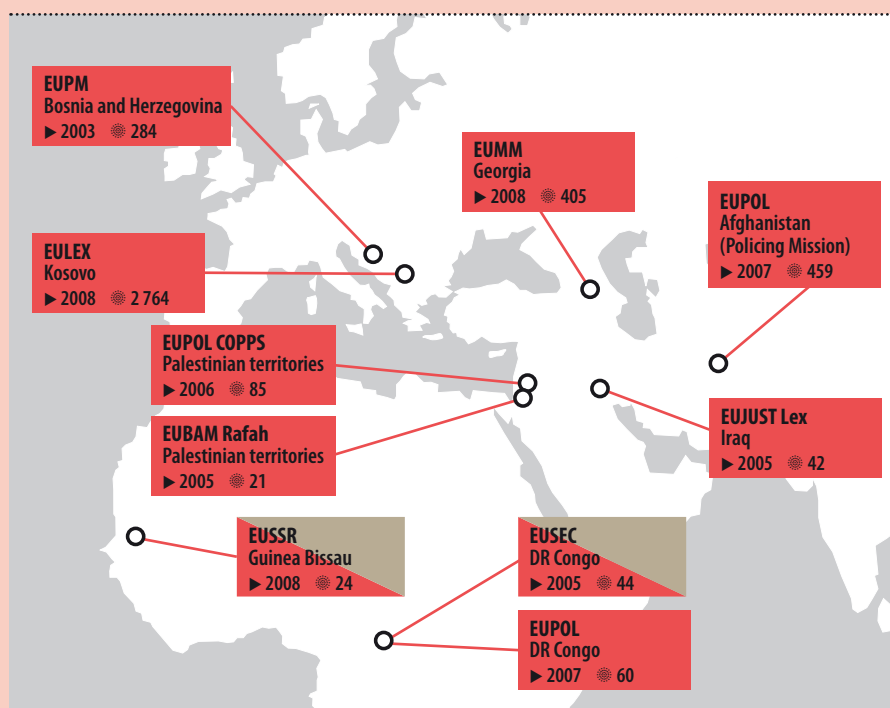 EUPM
Bosnia and Herzegovina
▶ 2003 284
EUMM
Georgia
▶ 2008 405
EUPOL
Afghanistan
(Policing Mission)
▶ 2007 459
EULEX
Kosovo
▶ 2008 2 764
EUPOL COPPS
Palestinian territories
▶ 2006 85
EUBAM Rafah
Palestinian territories
▶ 2005 21
EUJUST Lex
Iraq
▶ 2005 42
EUSSR
Guinea Bissau
▶ 2008 24
EUSEC
DR Congo
▶ 2005 44
EUPOL
DR Congo
▶ 2007 60